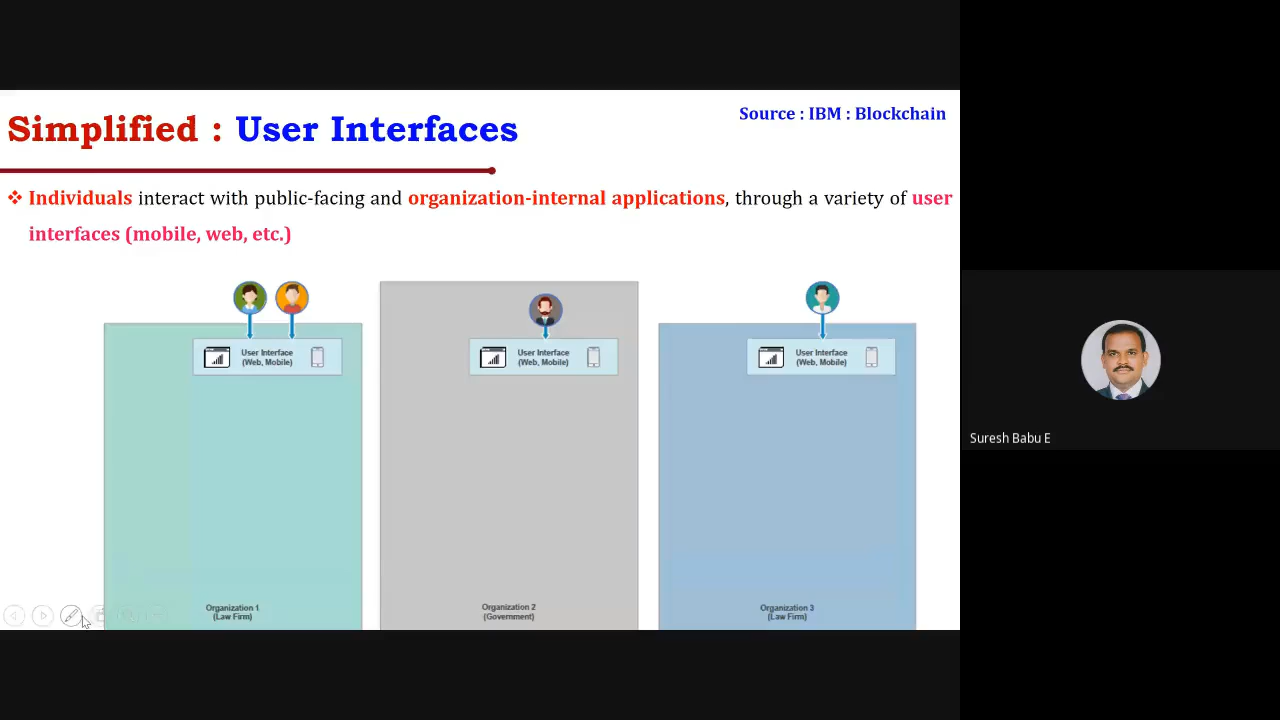 Simplified : User Interfaces
Source : IBM : Blockchain
❖ Individuals interact with public-facing and organization-internal applications, through a variety of user
interfaces (mobile, web, etc.)
User Interface
(Web, Mobile)
User Interface
(Web, Mobile)
User Interface
(Web, Mobile)
Organization 1
(Law Firm)
Organization 2
(Government)
Organization 3
(Law Firm)
Suresh Babu E